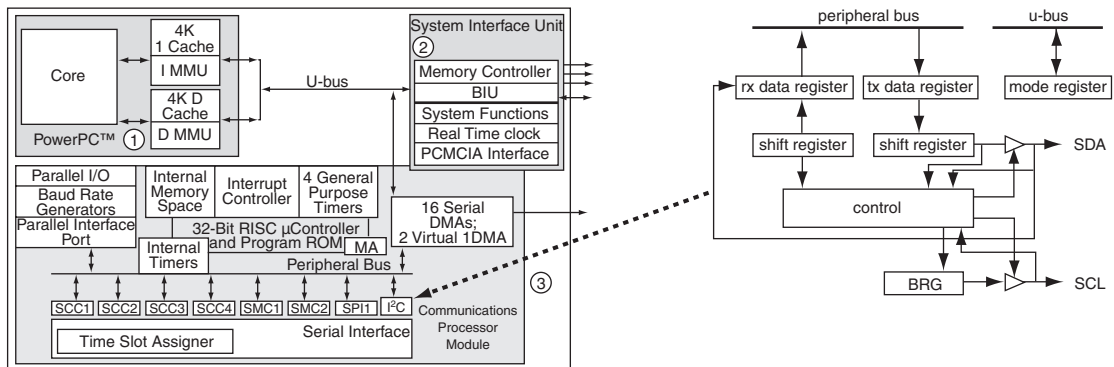 Core
4K
1 Cache
I MMU
4K D
Cache
D MMU
PowerPC™
1
U-bus
System Interface Unit
2
Memory Controller
BIU
System Functions
Real Time clock
PCMCIA Interface
Parallel I/O
Baud Rate
Generators
Parallel Interface
Port
Internal
Memory
Space
Interrupt
Controller
4 General
Purpose
Timers
32-Bit RISC µController
and Program ROM
MA
Internal
Timers
16 Serial
DMAs;
2 Virtual 1DMA
Peripheral Bus
3
SCC1
SCC2
SCC3
SCC4
SMC1
SMC2
SPI1
I²C
Serial Interface
Time Slot Assigner
Communications
Processor
Module
peripheral bus
u-bus
rx data register
tx data register
mode register
shift register
shift register
SDA
control
BRG
SCL